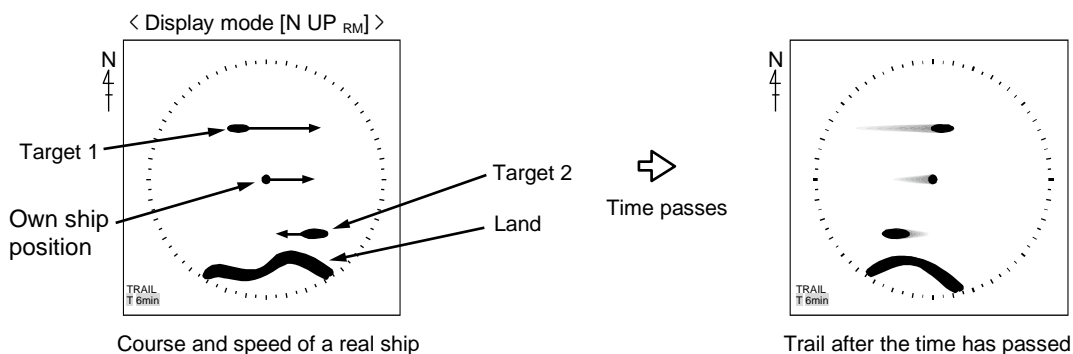 < Display mode [N UP RM] >
N
Target 1
Own ship
position
Target 2
Land
TRAIL
T 6min
Course and speed of a real ship
Time passes
N
TRAIL
T 6min
Trail after the time has passed